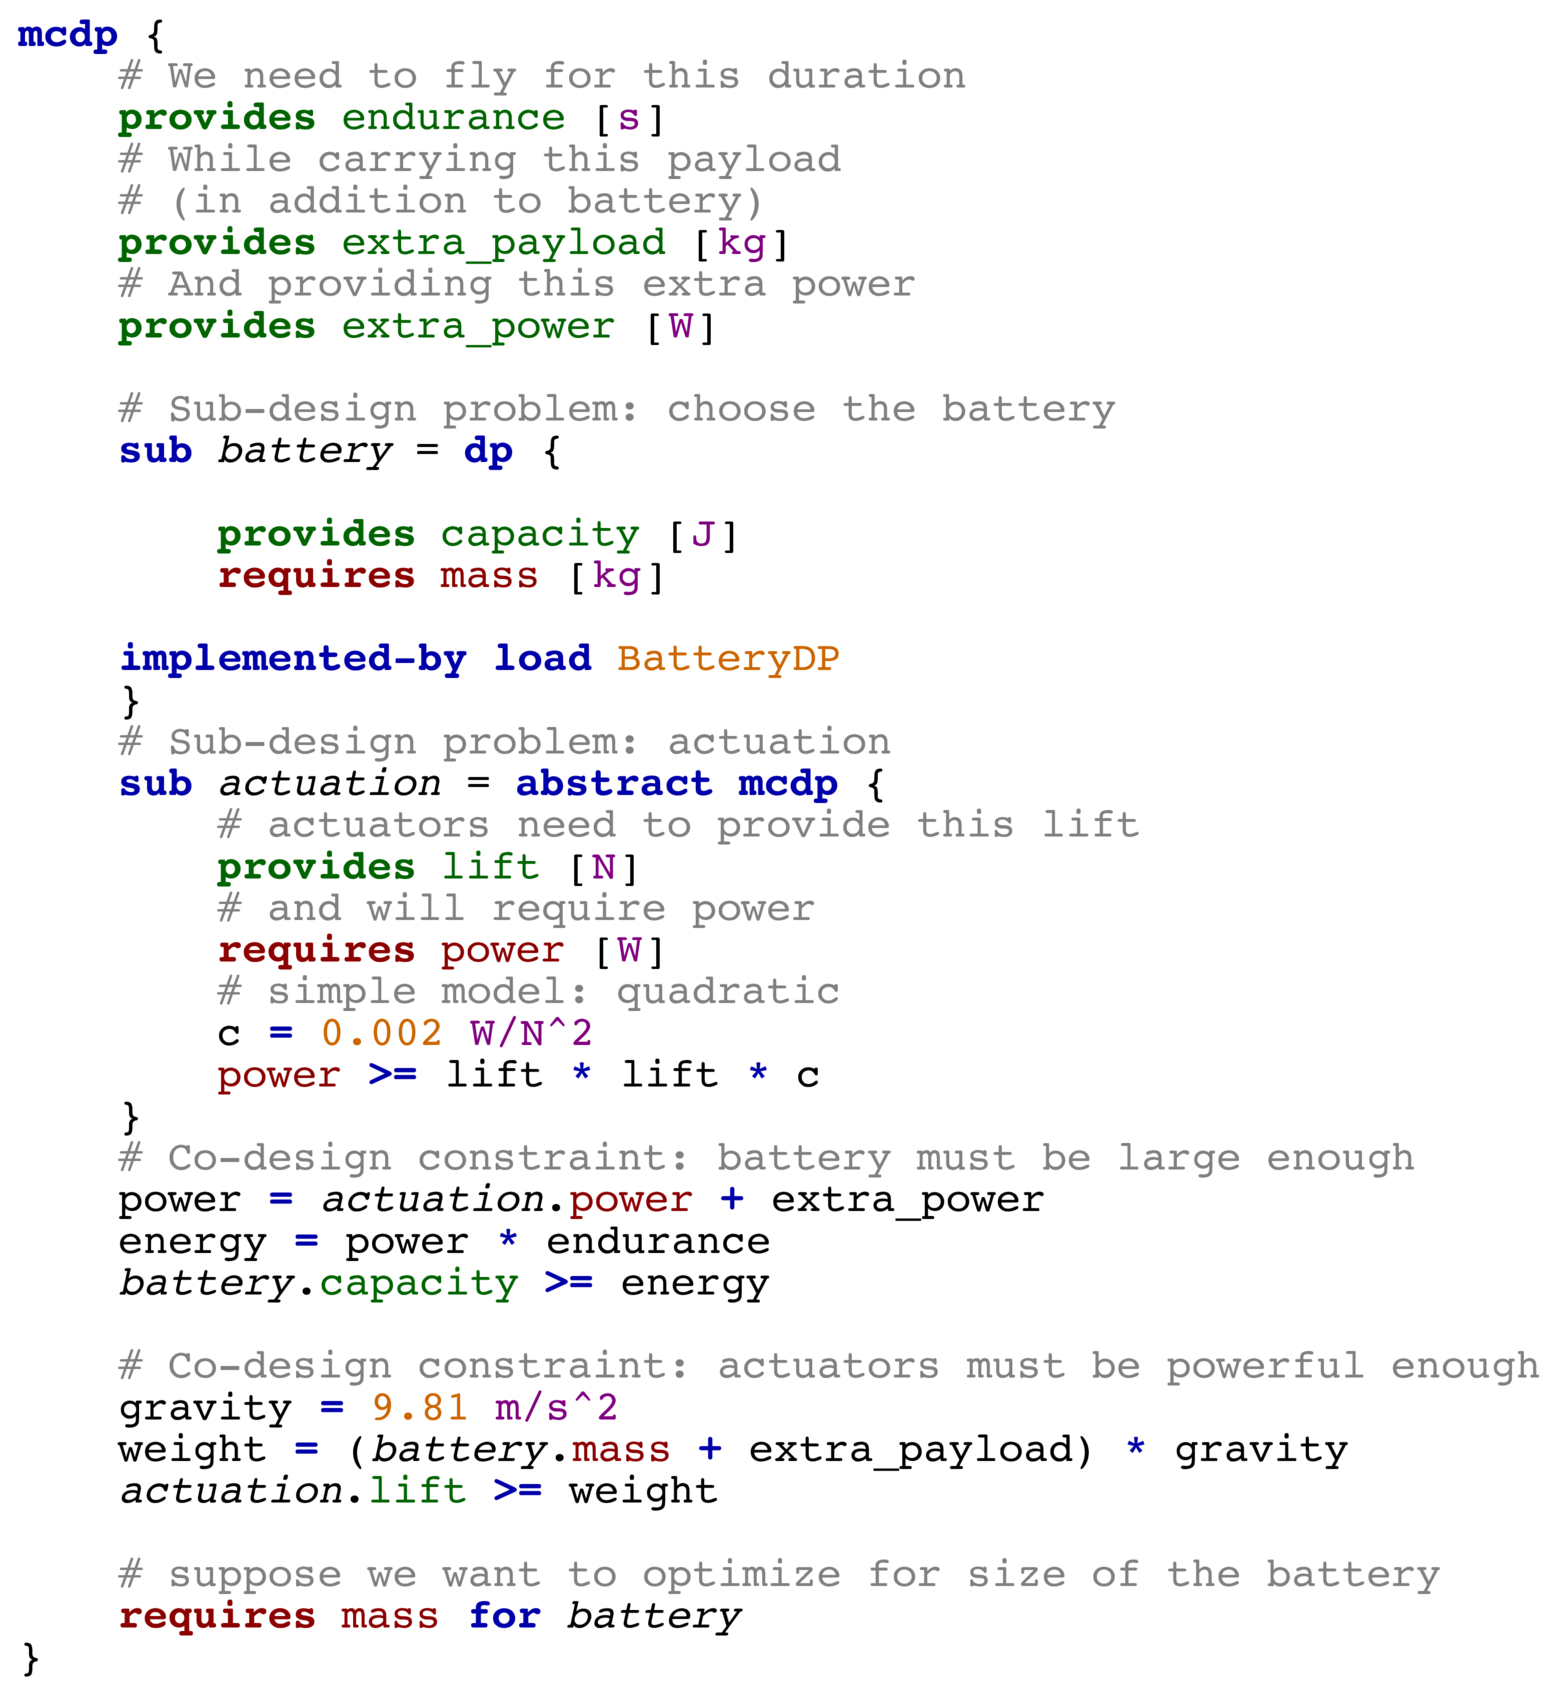 mcdp {
    # We need to fly for this duration
    provides endurance [s]
    # While carrying this payload
    # (in addition to battery)
    provides extra_payload [kg]
    # And providing this extra power
    provides extra_power [W]

    # Sub-design problem: choose the battery
    sub battery = dp {

        provides capacity [J]
        requires mass [kg]

    implemented-by load BatteryDP
    }
    # Sub-design problem: actuation
    sub actuation = abstract mcdp {
        # actuators need to provide this lift
        provides lift [N]
        # and will require power
        requires power [W]
        # simple model: quadratic
        c = 0.002 W/N^2
        power >= lift * lift * c
    }
    # Co-design constraint: battery must be large enough
    power = actuation.power + extra_power
    energy = power * endurance
    battery.capacity >= energy

    # Co-design constraint: actuators must be powerful enough
    gravity = 9.81 m/s^2
    weight = (battery.mass + extra_payload) * gravity
    actuation.lift >= weight

    # suppose we want to optimize for size of the battery
    requires mass for battery
}